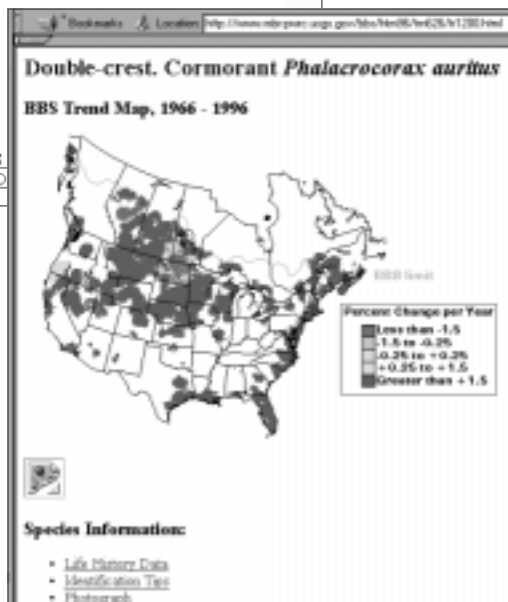 Bookmarks Location
Double-crest. Cormorant Phalacrocorax auritus
BBS Trend Map, 1966 - 1996
BBS limit
Percent Change per Year
Less than -1.5
-1.5 to -0.25
-0.25 to +0.25
+0.25 to +1.5
Greater than +1.5
Species Information:
Life History Data
Identification Tips
Photograph